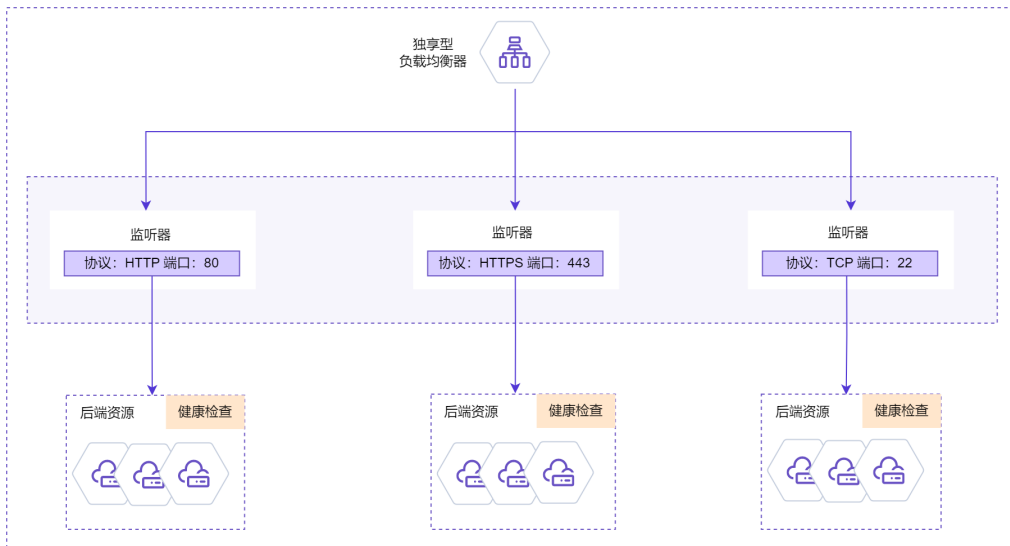 独享型
负载均衡器
监听器
协议：HTTP 端口：80
监听器
协议：HTTPS 端口：443
监听器
协议：TCP 端口：22
后端资源
健康检查
后端资源
健康检查
后端资源
健康检查